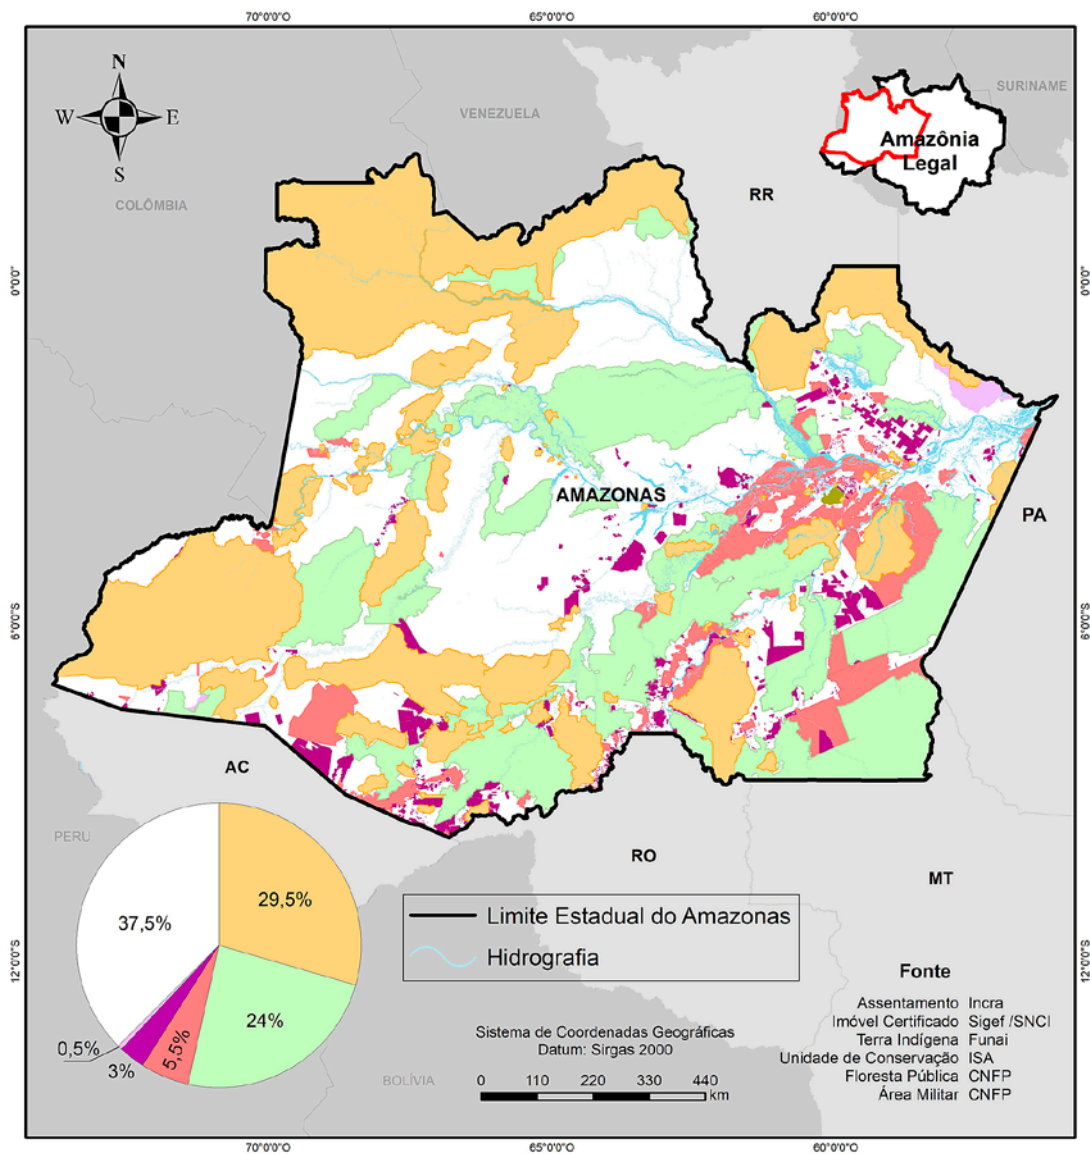 70°0'0"O 65°0'0"O 60°0'0"O
N
W E
S
VENEZUELA
SURINAME
Amazônia
Legal
COLÔMBIA
RR
0°0'0"
0°0'0"
AMAZONAS
PA
6°0'0"S
6°0'0"S
AC
PERU
RO
MT
37,5%
29,5%
24%
5,5%
3%
0,5%
Limite Estadual do Amazonas
Hidrografia
12°0'0"S
12°0'0"S
Fonte
Assentamento Incra
Imóvel Certificado Sigef /SNCI
Terra Indígena Funai
Unidade de Conservação ISA
Floresta Pública CNFP
Área Militar CNFP
Sistema de Coordenadas Geográficas
Datum: Sirgas 2000
BOLÍVIA
0 110 220 330 440
km
70°0'0"O 65°0'0"O 60°0'0"O